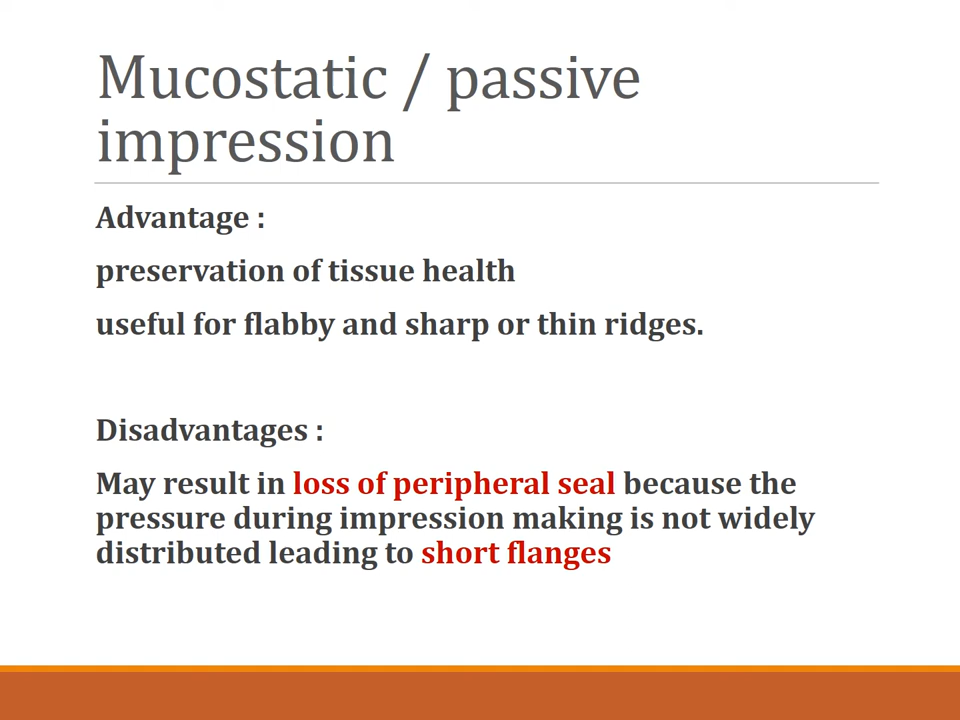 Mucostatic / passive
impression
Advantage :
preservation of tissue health
useful for flabby and sharp or thin ridges.
Disadvantages :
May result in loss of peripheral seal because the
pressure during impression making is not widely
distributed leading to short flanges